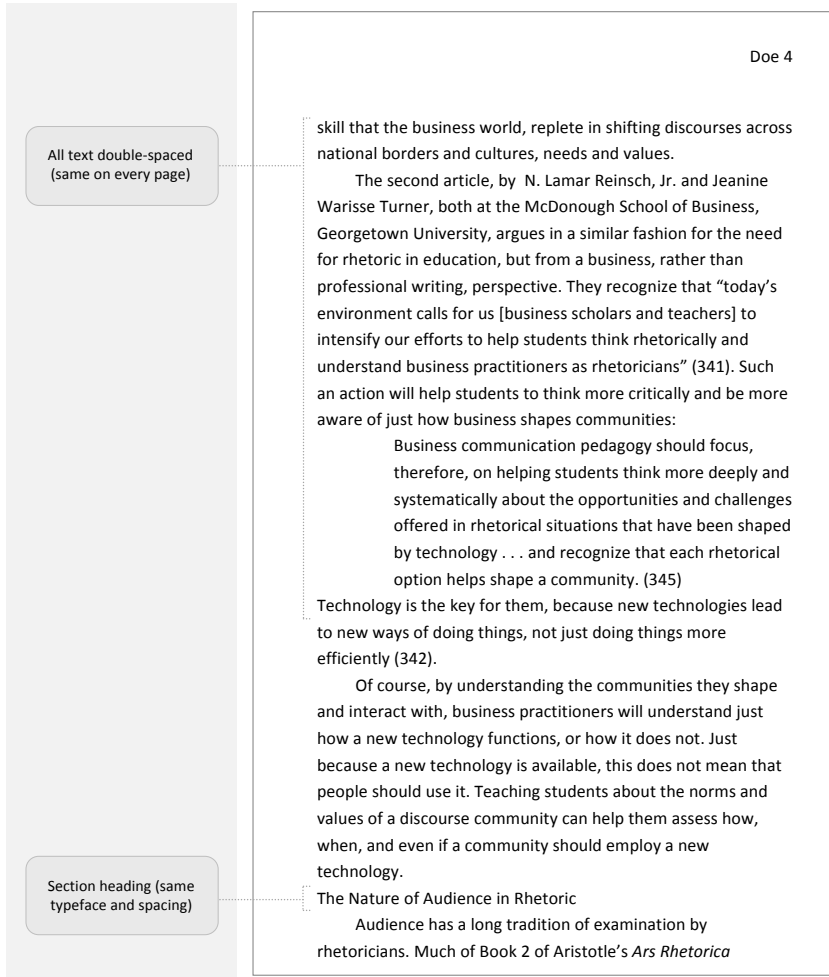 Doe 4
All text double-spaced
(same on every page)
skill that the business world, replete in shifting discourses across
national borders and cultures, needs and values.
The second article, by  N. Lamar Reinsch, Jr. and Jeanine
Warisse Turner, both at the McDonough School of Business,
Georgetown University, argues in a similar fashion for the need
for rhetoric in education, but from a business, rather than
professional writing, perspective. They recognize that “today’s
environment calls for us [business scholars and teachers] to
intensify our efforts to help students think rhetorically and
understand business practitioners as rhetoricians” (341). Such
an action will help students to think more critically and be more
aware of just how business shapes communities:
Business communication pedagogy should focus,
therefore, on helping students think more deeply and
systematically about the opportunities and challenges
offered in rhetorical situations that have been shaped
by technology . . . and recognize that each rhetorical
option helps shape a community. (345)
Technology is the key for them, because new technologies lead
to new ways of doing things, not just doing things more
efficiently (342).
Of course, by understanding the communities they shape
and interact with, business practitioners will understand just
how a new technology functions, or how it does not. Just
because a new technology is available, this does not mean that
people should use it. Teaching students about the norms and
values of a discourse community can help them assess how,
when, and even if a community should employ a new
technology.
Section heading (same
typeface and spacing)
The Nature of Audience in Rhetoric
Audience has a long tradition of examination by
rhetoricians. Much of Book 2 of Aristotle’s Ars Rhetorica